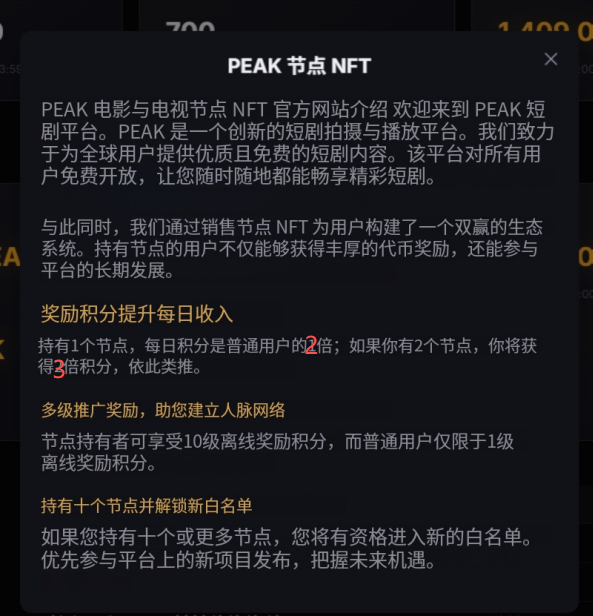 700
1,409.0
3:59
PEAK 节点 NFT
PEAK 电影与电视节点 NFT 官方网站介绍 欢迎来到 PEAK 短
剧平台。PEAK 是一个创新的短剧拍摄与播放平台。我们致力
于为全球用户提供优质且免费的短剧内容。该平台对所有用
户免费开放，让您随时随地都能畅享精彩短剧。
与此同时，我们通过销售节点 NFT 为用户构建了一个双赢的生态
系统。持有节点的用户不仅能够获得丰厚的代币奖励，还能参与
平台的长期发展。
奖励积分提升每日收入
持有1个节点，每日积分是普通用户的2倍；如果你有2个节点，你将获
得3倍积分，依此类推。
多级推广奖励，助您建立人脉网络
节点持有者可享受10级离线奖励积分，而普通用户仅限于1级
离线奖励积分。
持有十个节点并解锁新白名单
如果您持有十个或更多节点，您将有资格进入新的白名单。
优先参与平台上的新项目发布，把握未来机遇。